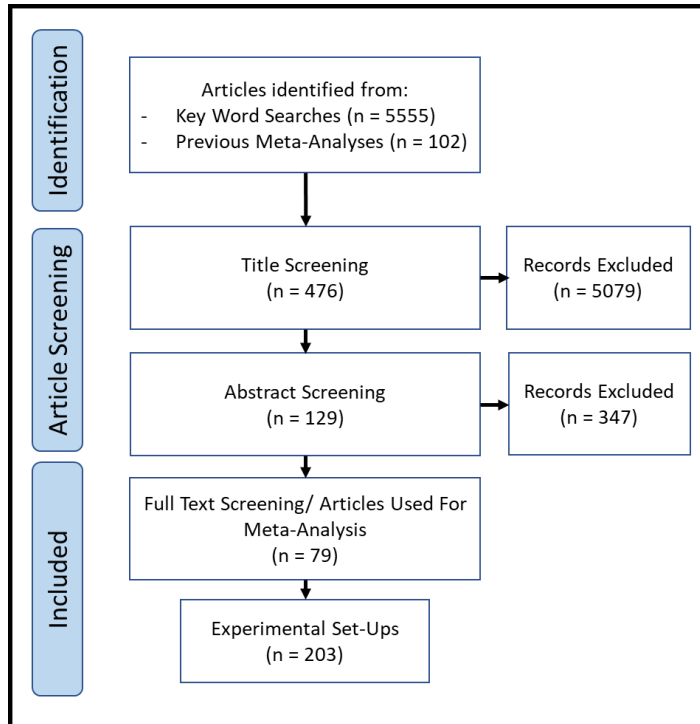 Identification
Articles identified from:
- Key Word Searches (n = 5555)
- Previous Meta-Analyses (n = 102)
Article Screening
Title Screening
(n = 476)
Records Excluded
(n = 5079)
Abstract Screening
(n = 129)
Records Excluded
(n = 347)
Included
Full Text Screening/ Articles Used For
Meta-Analysis
(n = 79)
Experimental Set-Ups
(n = 203)